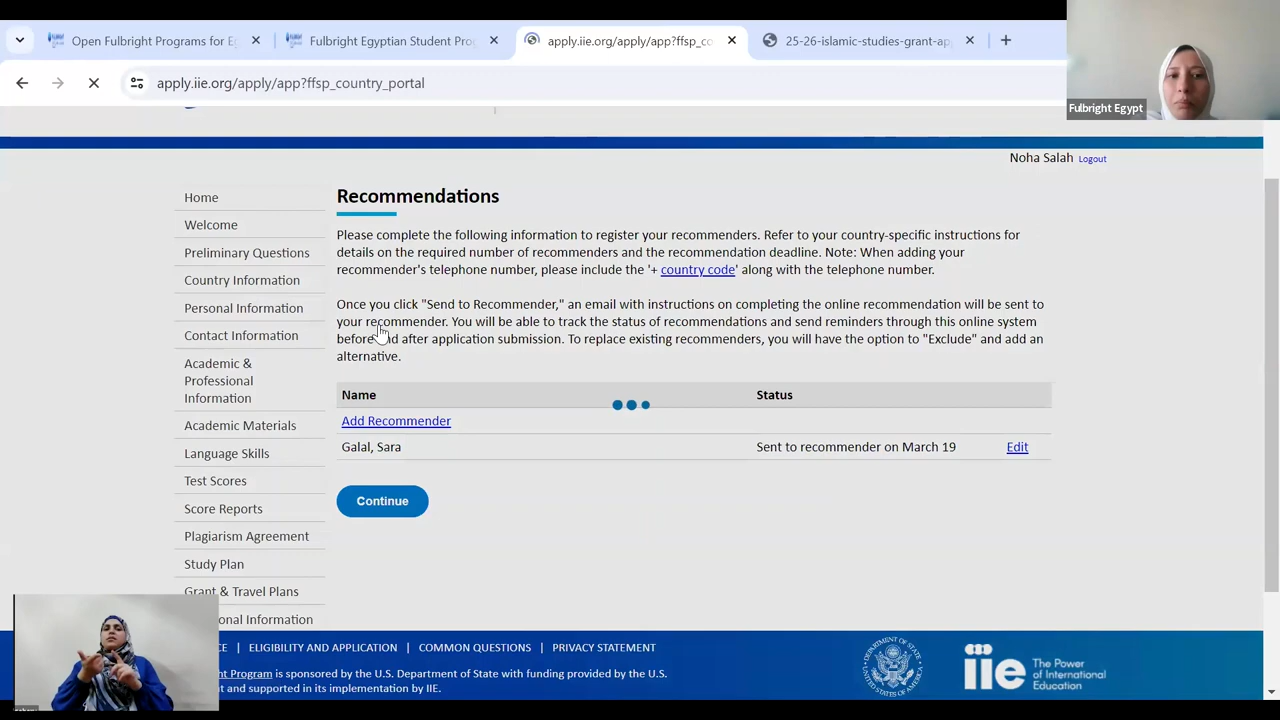 Open Fulbright Programs for Eg
Fulbright Egyptian Student Pro
apply.iie.org/apply/app?ffsp_co
25-26-islamic-studies-grant-ap
apply.iie.org/apply/app?ffsp_country_portal
Fulbright Egypt
Noha Salah Logout
Home
Welcome
Preliminary Questions
Country Information
Personal Information
Contact Information
Academic &
Professional
Information
Academic Materials
Language Skills
Test Scores
Score Reports
Plagiarism Agreement
Study Plan
Grant & Travel Plans
onal Information
Recommendations
Please complete the following information to register your recommenders. Refer to your country-specific instructions for
details on the required number of recommenders and the recommendation deadline. Note: When adding your
recommender's telephone number, please include the '+ country code' along with the telephone number.
Once you click "Send to Recommender," an email with instructions on completing the online recommendation will be sent to
your recommender. You will be able to track the status of recommendations and send reminders through this online system
before and after application submission. To replace existing recommenders, you will have the option to "Exclude" and add an
alternative.
Name Status
Add Recommender
Galal, Sara Sent to recommender on March 19 Edit
Continue
CE | ELIGIBILITY AND APPLICATION | COMMON QUESTIONS | PRIVACY STATEMENT
ht Program is sponsored by the U.S. Department of State with funding provided by the U.S.
nt and supported in its implementation by IIE.
iie The Power
of International
Education